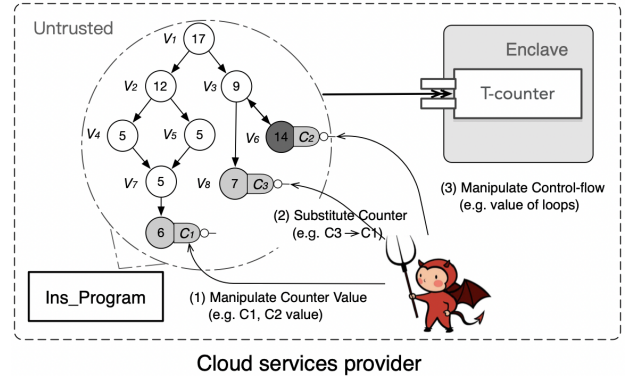 Untrusted
V1 17
V2 12
V3 9
V4 5
V5 5
V6 14 C2
V7 5
V8 7 C3
6 C1
Enclave
T-counter
(3) Manipulate Control-flow
(e.g. value of loops)
(2) Substitute Counter
(e.g. C3→C1)
(1) Manipulate Counter Value
(e.g. C1, C2 value)
Ins_Program
Cloud services provider